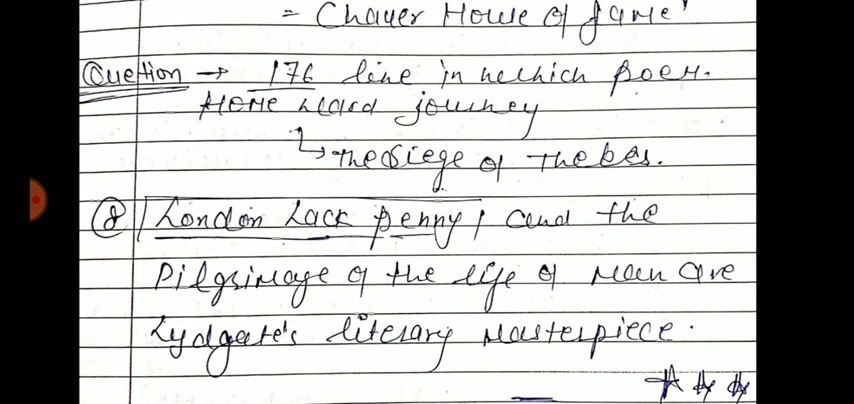 = Chauer House of fame'
Question → 176 line in which poem.
Home ward journey
↳ The Siege of Thebes.
⑧ London Lack penny, and the
Pilgrimage of the life of Man are
Lydgate's literary Masterpiece.